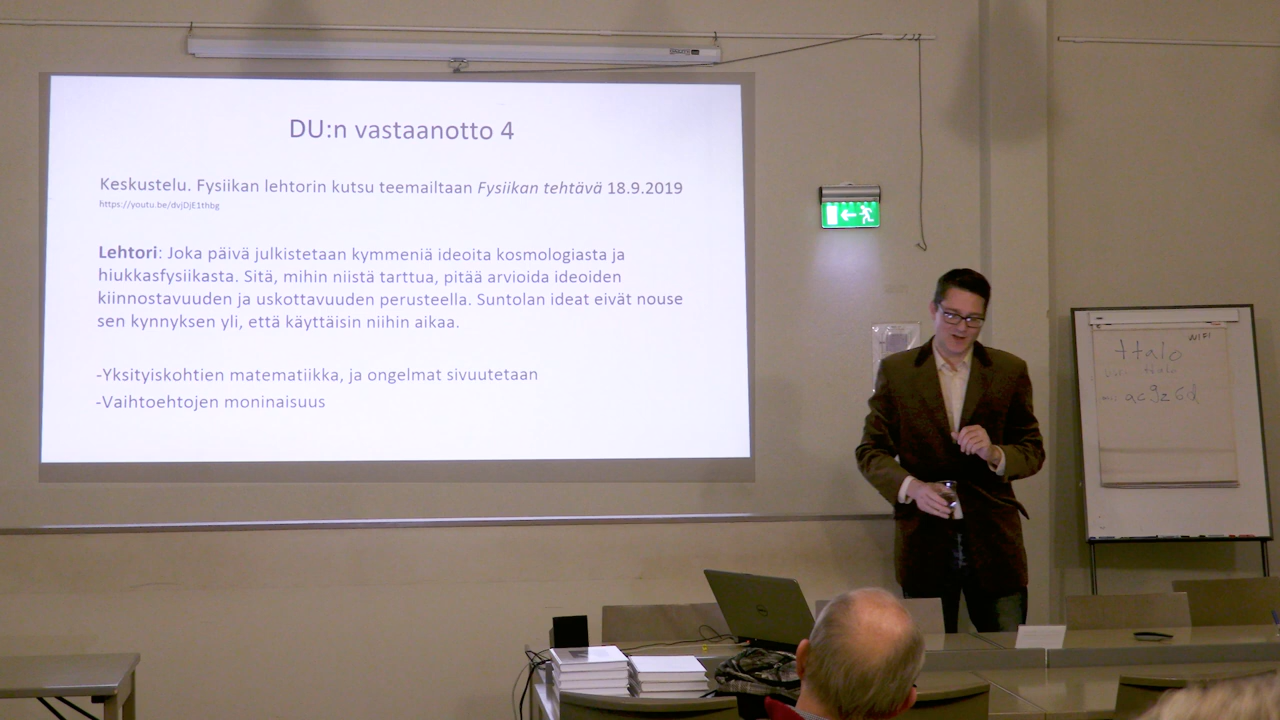 DU:n vastaanotto 4
Keskustelu. Fysiikan lehtorin kutsu teemailtaan Fysiikan tehtävä 18.9.2019
https://youtu.be/dvjDjE1thbg
Lehtori: Joka päivä julkistetaan kymmeniä ideoita kosmologiasta ja
hiukkasfysiikasta. Sitä, mihin niistä tarttua, pitää arvioida ideoiden
kiinnostavuuden ja uskottavuuden perusteella. Suntolan ideat eivät nouse
sen kynnyksen yli, että käyttäisin niihin aikaa.
-Yksityiskohtien matematiikka, ja ongelmat sivuutetaan
-Vaihtoehtojen moninaisuus
WIFI
DELL